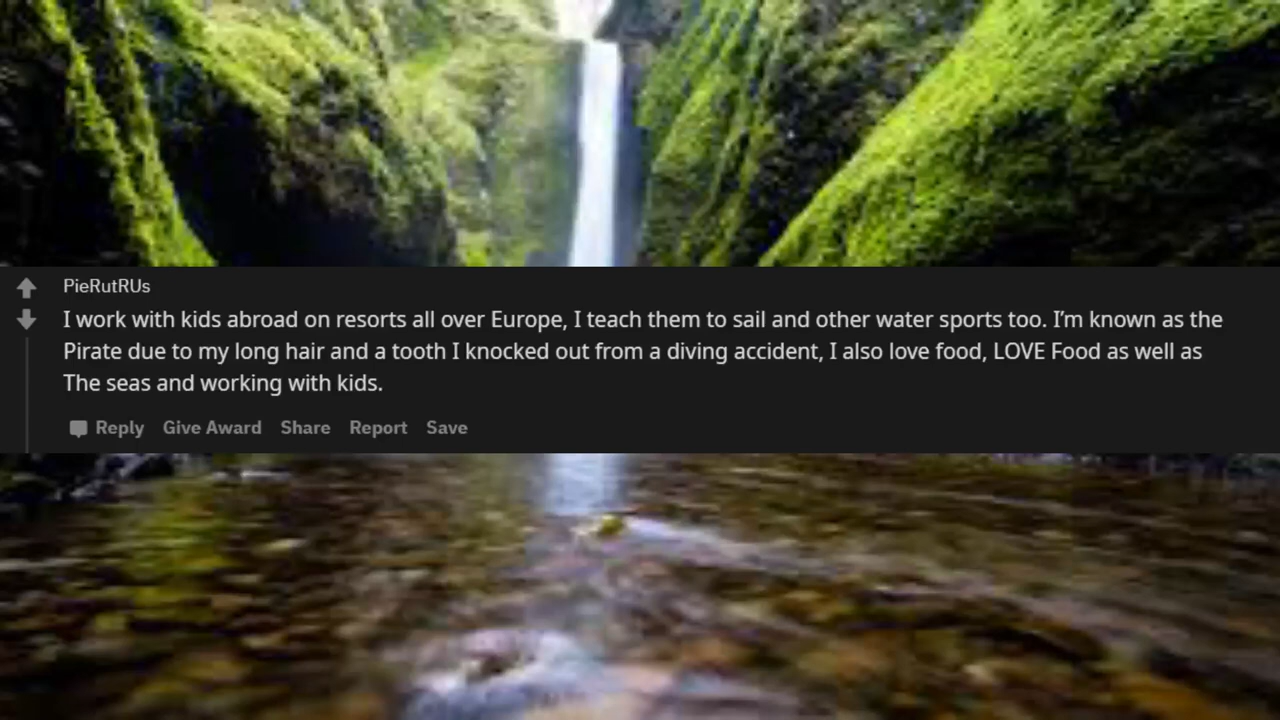 PieRutRUs
I work with kids abroad on resorts all over Europe, I teach them to sail and other water sports too. I’m known as the
Pirate due to my long hair and a tooth I knocked out from a diving accident, I also love food, LOVE Food as well as
The seas and working with kids.
Reply Give Award Share Report Save